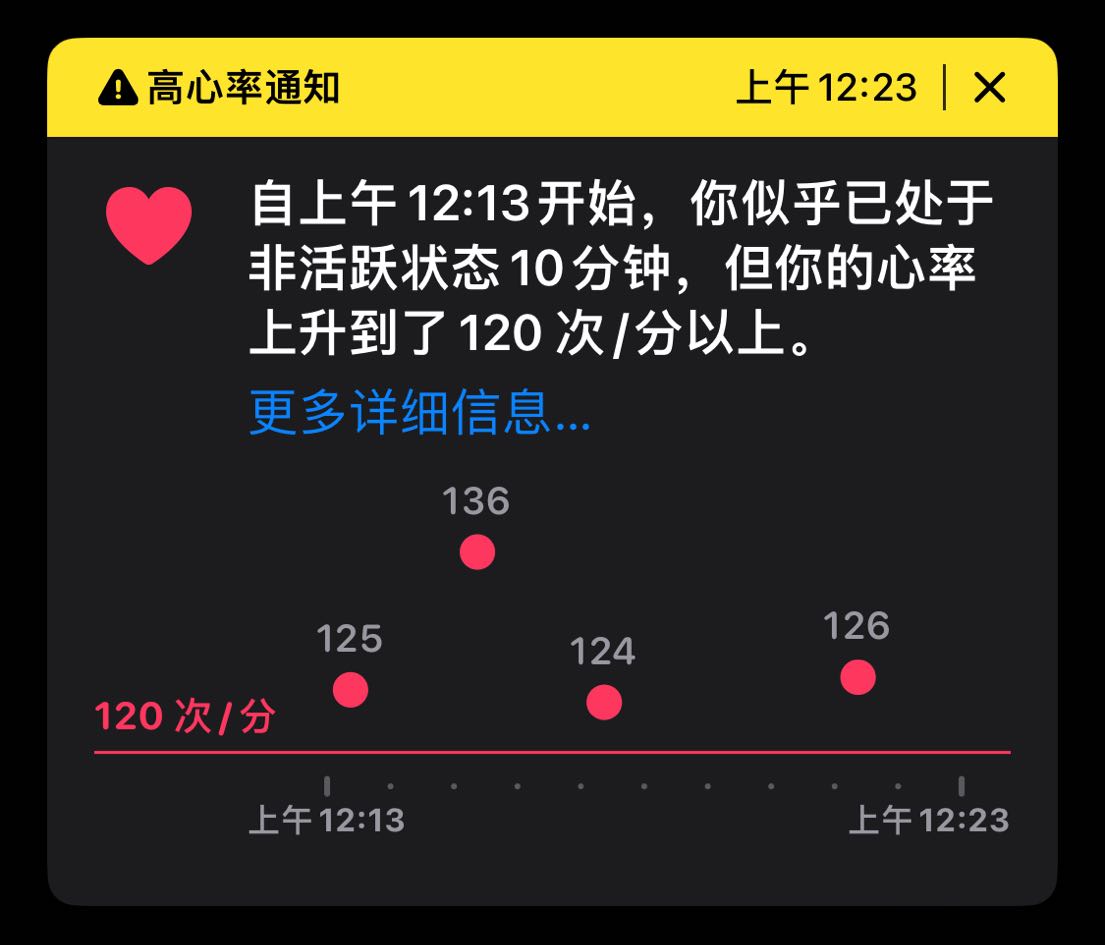 高心率通知 上午 12:23
自上午 12:13 开始，你似乎已处于
非活跃状态 10 分钟，但你的心率
上升到了 120 次/分以上。
更多详细信息...
136
125
124
126
120 次/分
上午 12:13 上午 12:23